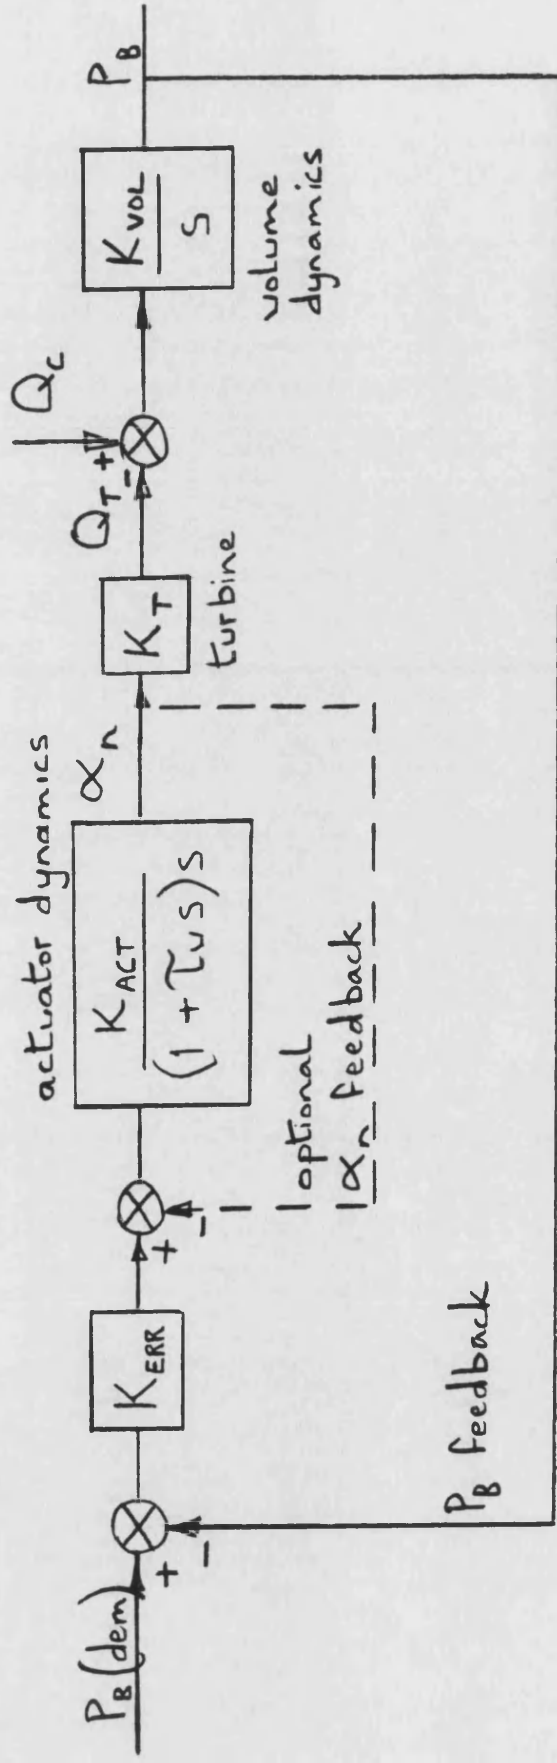 P_B (dem)
+
-
K_ERR
+
-
actuator dynamics
K_ACT
(1 + τ_v s) s
optional
α_n feedback
α_n
K_T
turbine
Q_T
-
+
Q_C
K_VOL
S
volume
dynamics
P_B
P_B feedback